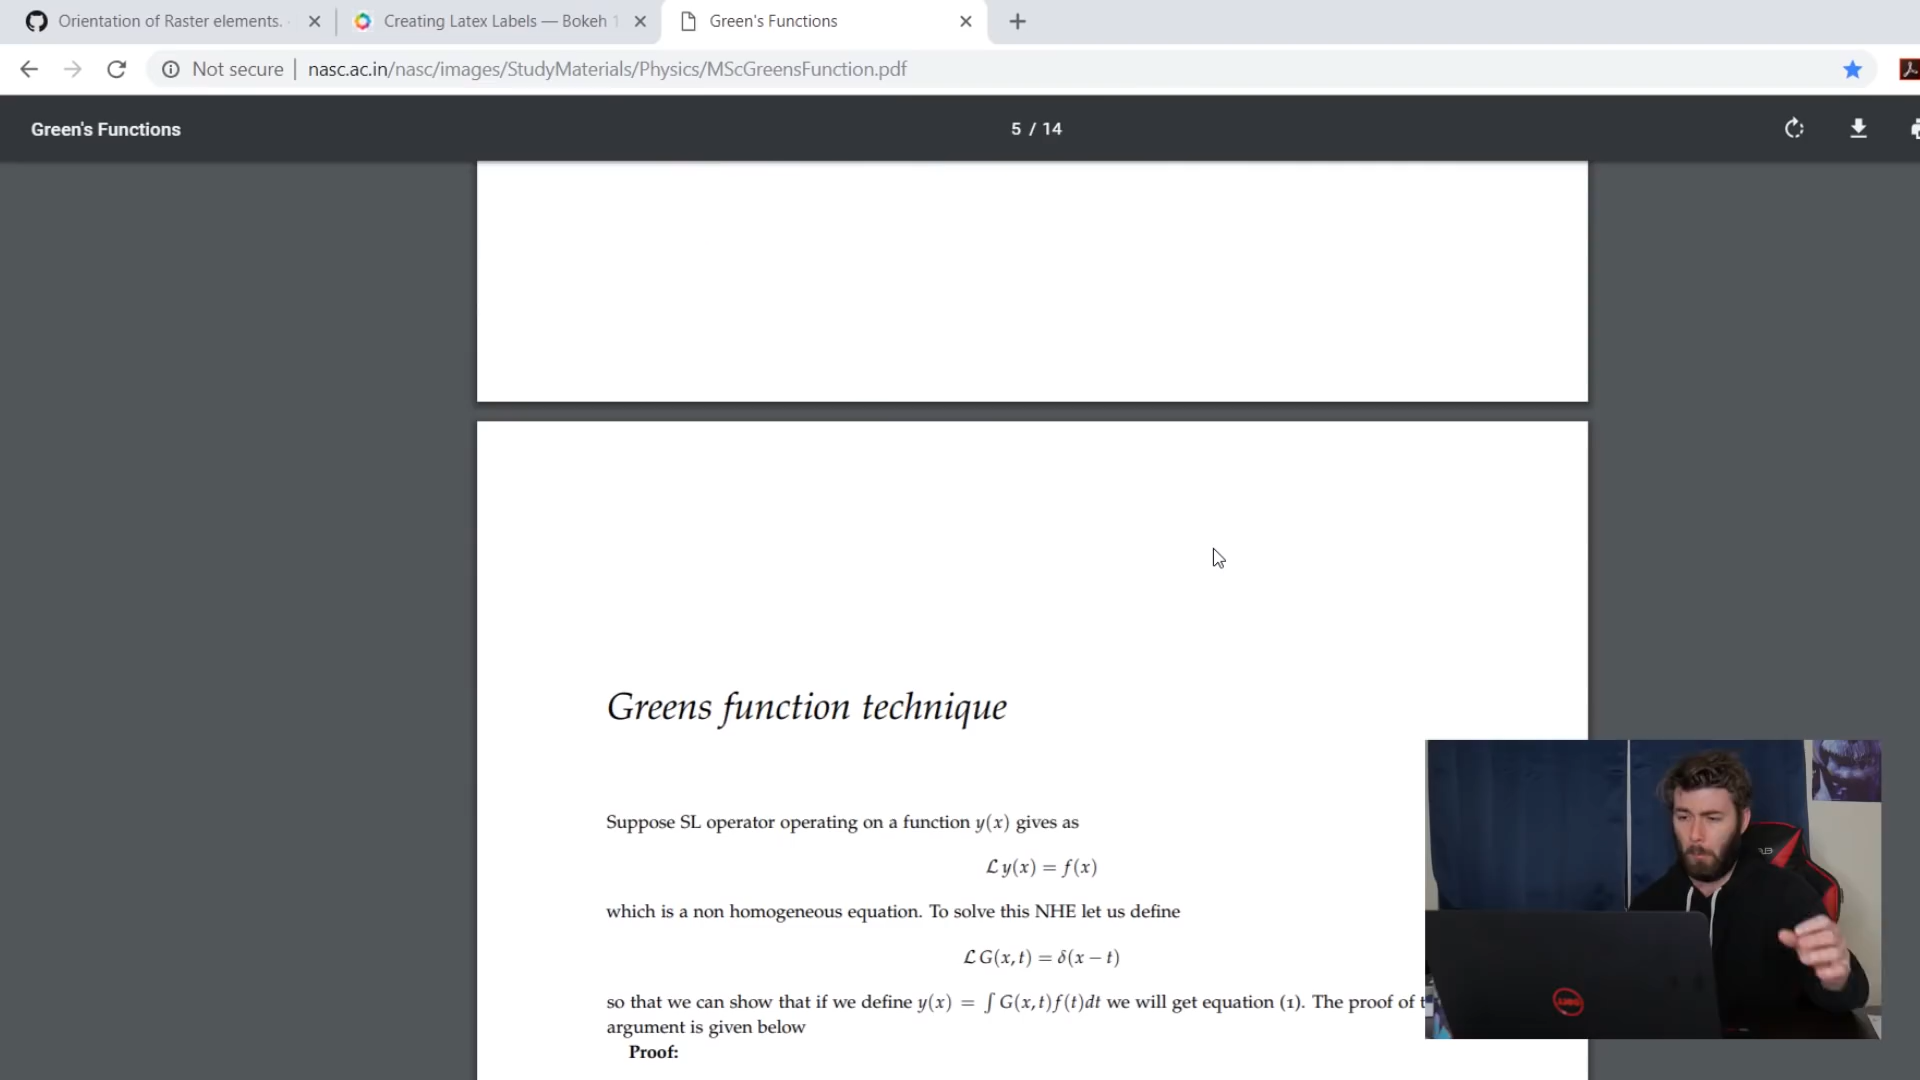 Orientation of Raster elements.
Creating Latex Labels — Bokeh 1
Green's Functions
Not secure | nasc.ac.in/nasc/images/StudyMaterials/Physics/MScGreensFunction.pdf
Green's Functions
5 / 14
Greens function technique
Suppose SL operator operating on a function y(x) gives as
ℒ y(x) = f(x)
which is a non homogeneous equation. To solve this NHE let us define
ℒ G(x, t) = δ(x − t)
so that we can show that if we define y(x) = ∫ G(x, t) f(t)dt we will get equation (1). The proof of
argument is given below
Proof: